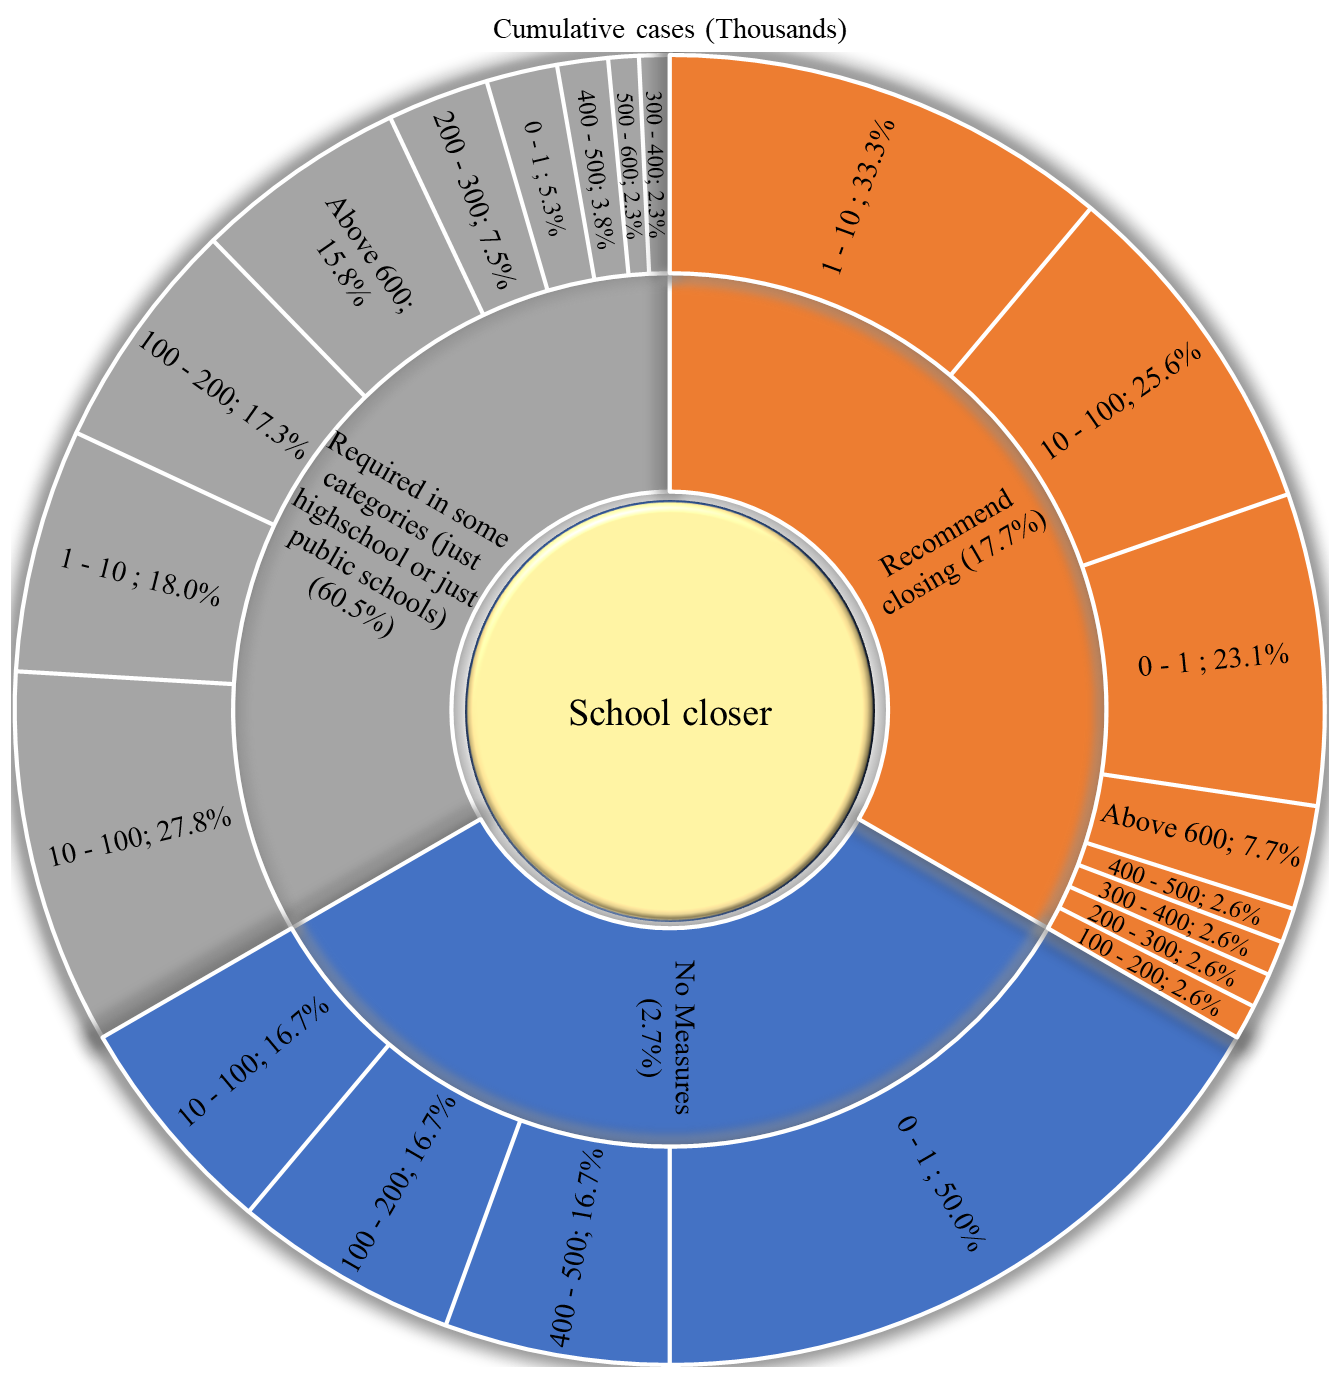 Cumulative cases (Thousands)
1 - 10 ; 33.3%
10 - 100; 25.6%
0 - 1 ; 23.1%
Above 600; 7.7%
400 - 500; 2.6%
300 - 400; 2.6%
200 - 300; 2.6%
100 - 200; 2.6%
Recommend
closing (17.7%)
0 - 1 ; 50.0%
400 - 500; 16.7%
100 - 200; 16.7%
10 - 100; 16.7%
No Measures
(2.7%)
10 - 100; 27.8%
1 - 10 ; 18.0%
100 - 200; 17.3%
Above 600;
15.8%
200 - 300; 7.5%
0 - 1 ; 5.3%
400 - 500; 3.8%
500 - 600; 2.3%
300 - 400; 2.3%
Required in some
categories (just
highschool or just
public schools)
(60.5%)
School closer